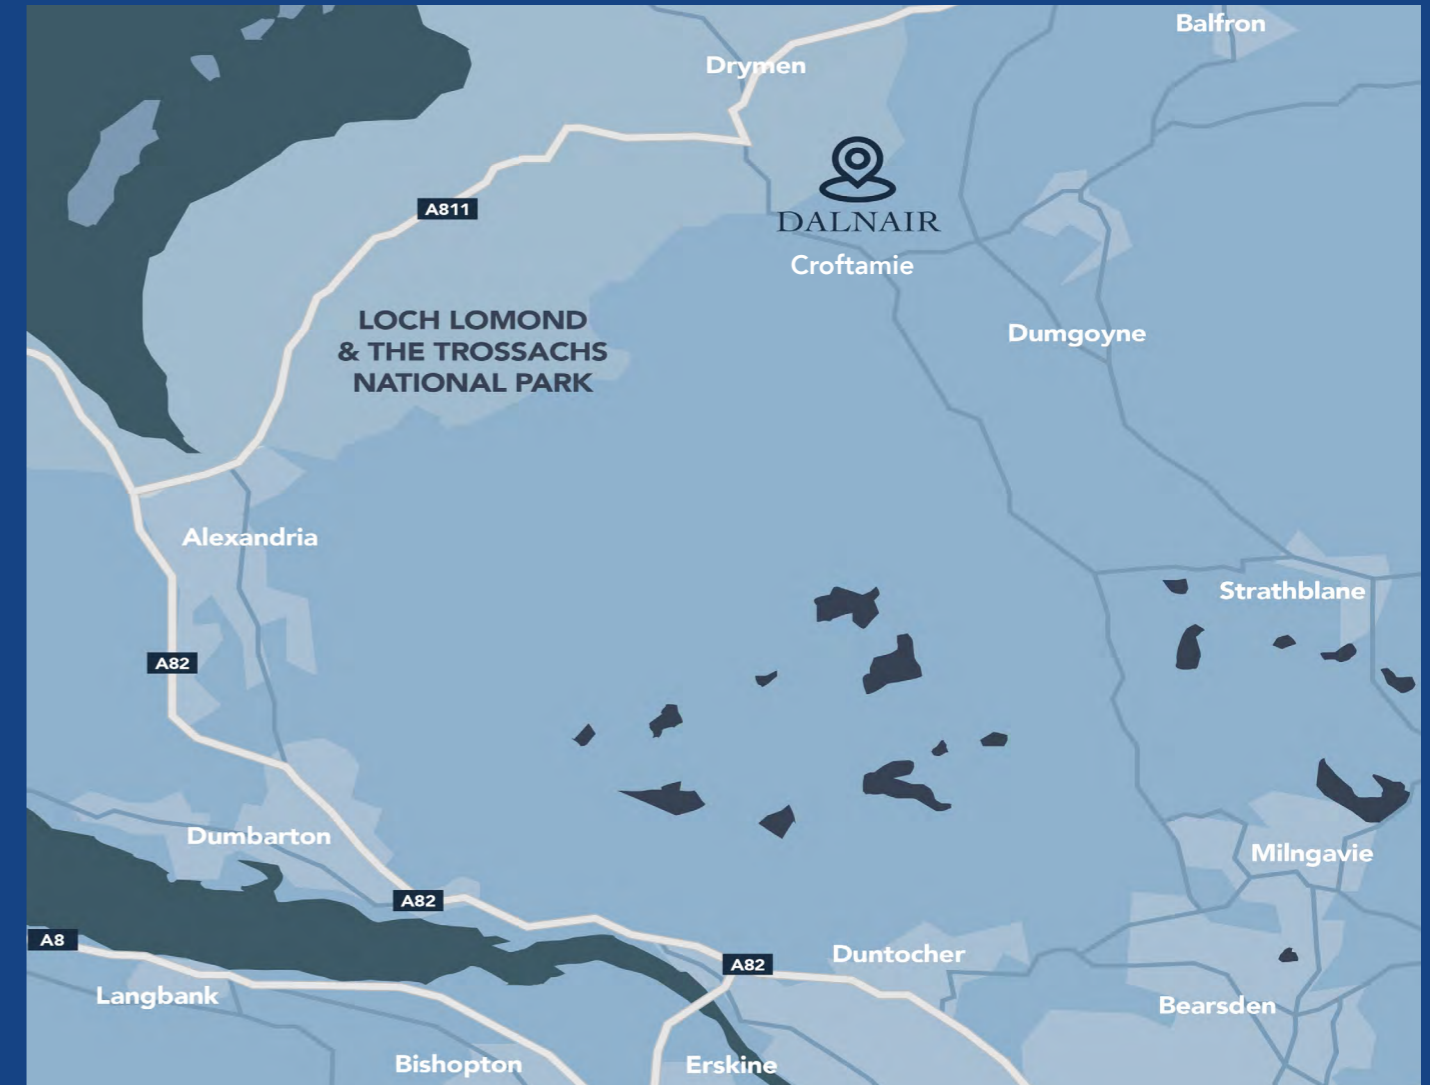 Balfron
Drymen
A811
DALNAIR
Croftamie
LOCH LOMOND
& THE TROSSACHS
NATIONAL PARK
Dumgoyne
Alexandria
Strathblane
A82
Dumbarton
Milngavie
A82
A8
Duntocher
A82
Langbank
Bearsden
Bishopton
Erskine